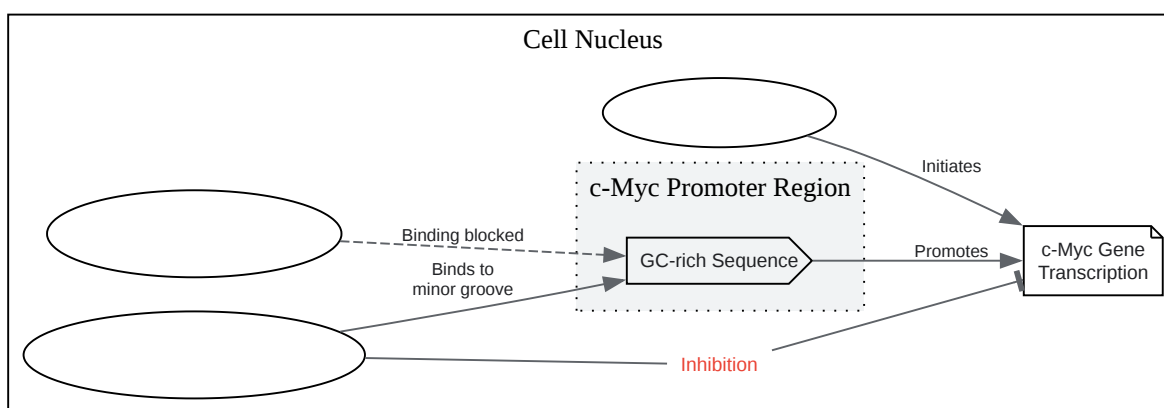 Cell Nucleus
Initiates
c-Myc Promoter Region
Binding blocked
GC-rich Sequence
Promotes
c-Myc Gene
Transcription
Binds to
minor groove
Inhibition